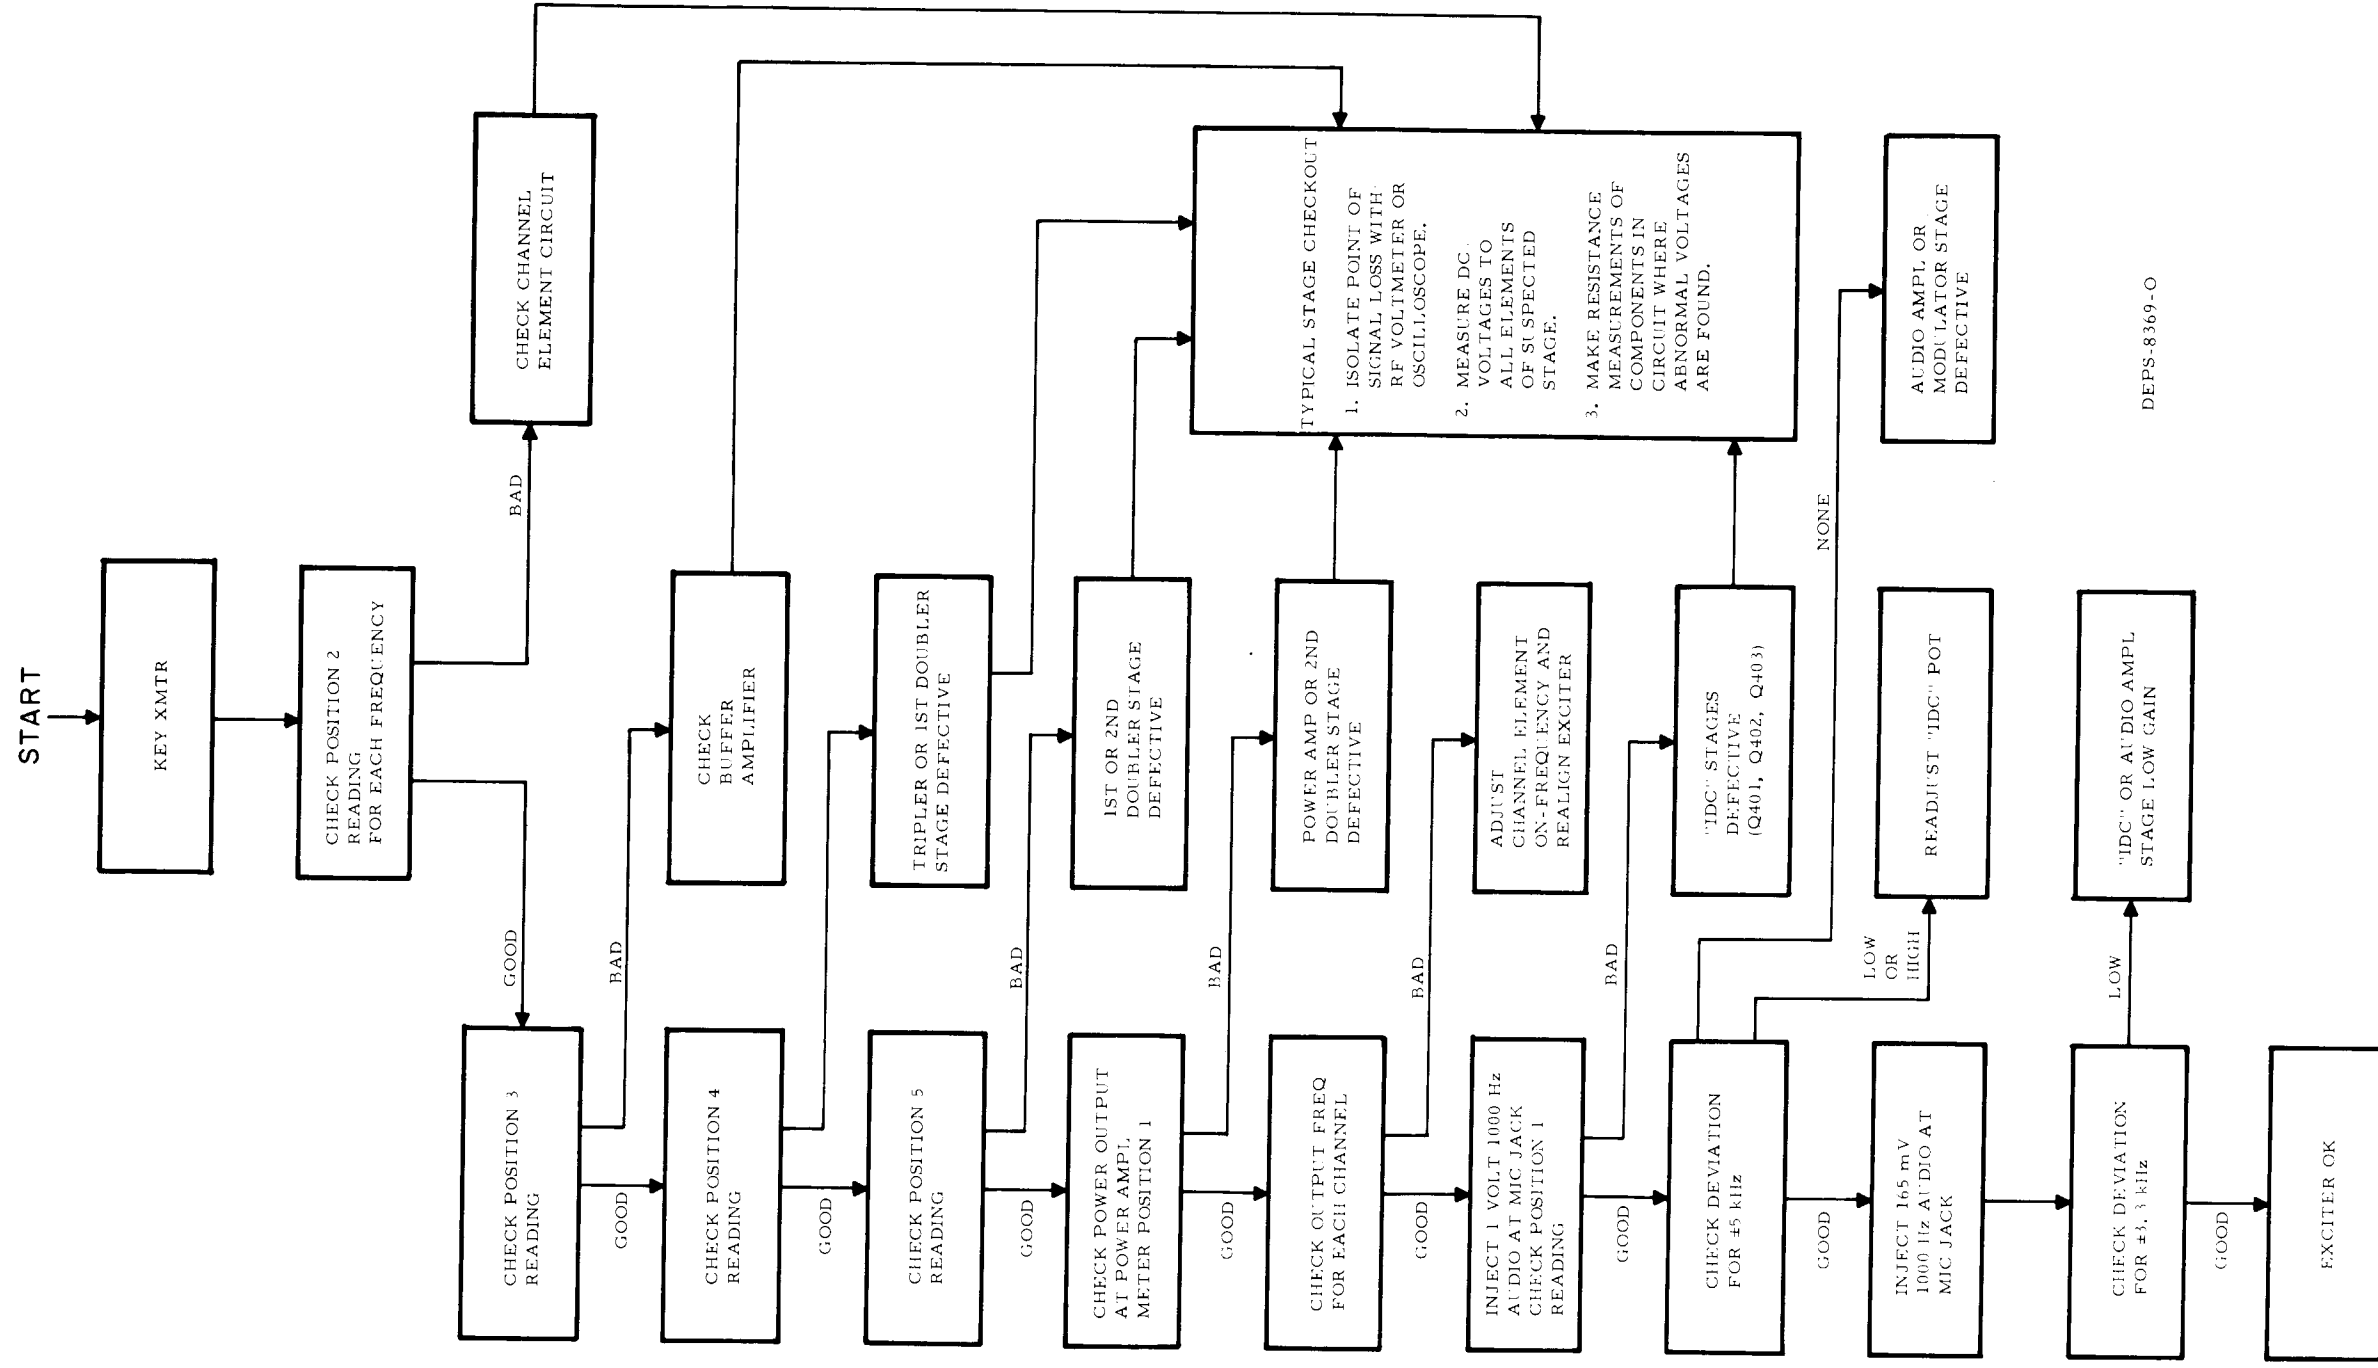 START
KEY XMTR
CHECK POSITION 2
READING
FOR EACH FREQUENCY
BAD
CHECK CHANNEL
ELEMENT CIRCUIT
GOOD
CHECK POSITION 3
READING
BAD
CHECK
BUFFER
AMPLIFIER
GOOD
CHECK POSITION 4
READING
TRIPLER OR 1ST DOUBLER
STAGE DEFECTIVE
GOOD
CHECK POSITION 5
READING
BAD
1ST OR 2ND
DOUBLER STAGE
DEFECTIVE
GOOD
CHECK POWER OUTPUT
AT POWER AMPL
METER POSITION 1
BAD
POWER AMP OR 2ND
DOUBLER STAGE
DEFECTIVE
GOOD
CHECK OUTPUT FREQ
FOR EACH CHANNEL
BAD
ADJUST
CHANNEL ELEMENT
ON-FREQUENCY AND
REALIGN EXCITER
GOOD
INJECT 1 VOLT 1000 Hz
AUDIO AT MIC JACK
CHECK POSITION 1
READING
BAD
"IDC" STAGES
DEFECTIVE
(Q401, Q402, Q403)
TYPICAL STAGE CHECKOUT
1. ISOLATE POINT OF
SIGNAL LOSS WITH
RF VOLTMETER OR
OSCILLOSCOPE.
2. MEASURE DC
VOLTAGES TO
ALL ELEMENTS
OF SUSPECTED
STAGE.
3. MAKE RESISTANCE
MEASUREMENTS OF
COMPONENTS IN
CIRCUIT WHERE
ABNORMAL VOLTAGES
ARE FOUND.
GOOD
CHECK DEVIATION
FOR ±5 kHz
NONE
AUDIO AMPL OR
MODULATOR STAGE
DEFECTIVE
LOW
OR
HIGH
READJUST "IDC" POT
GOOD
INJECT 165 mV
1000 Hz AUDIO AT
MIC JACK
CHECK DEVIATION
FOR ±3.3 kHz
LOW
"IDC" OR AUDIO AMPL
STAGE LOW GAIN
GOOD
EXCITER OK
DEPS-8369-O